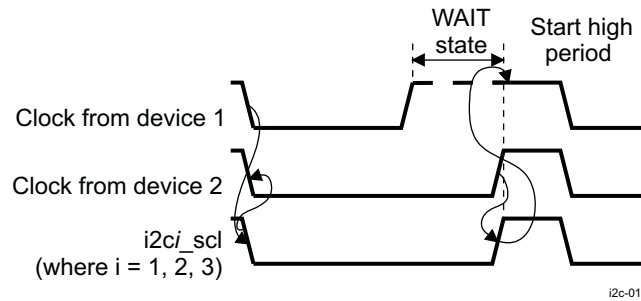 WAIT
state
Start high
period
Clock from device 1
Clock from device 2
i2ci_scl
(where i = 1, 2, 3)
i2c-01